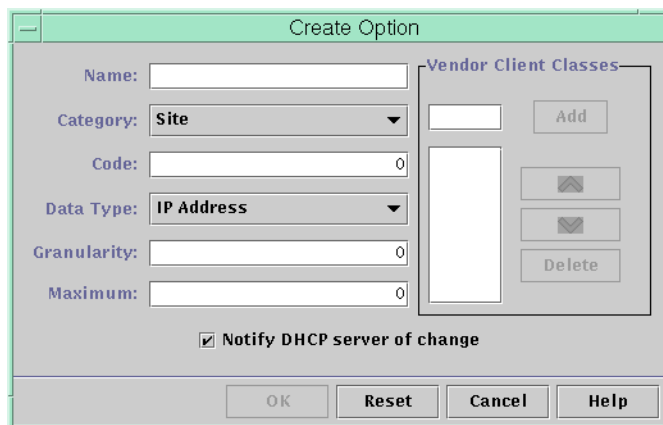 Create Option
Name:
Category: Site
Code: 0
Data Type: IP Address
Granularity: 0
Maximum: 0
Vendor Client Classes
Add
Delete
Notify DHCP server of change
OK Reset Cancel Help